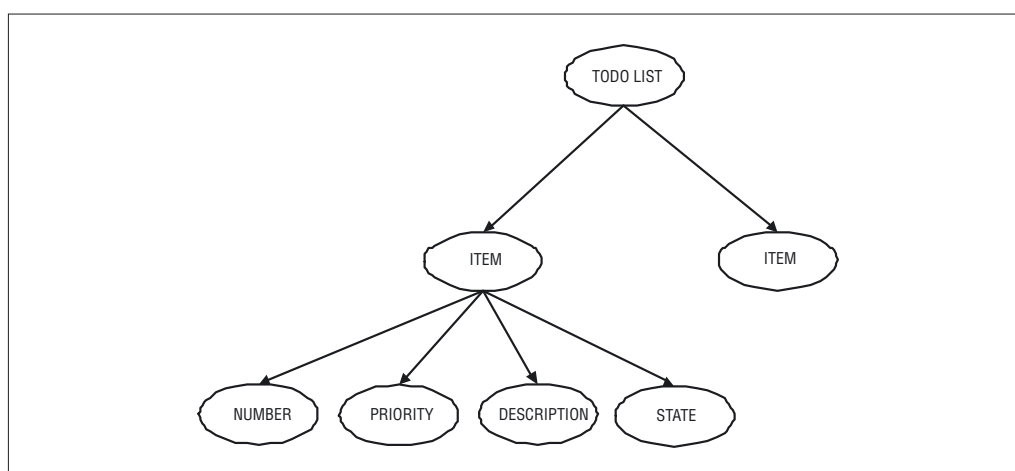 TODO LIST
ITEM
ITEM
NUMBER
PRIORITY
DESCRIPTION
STATE